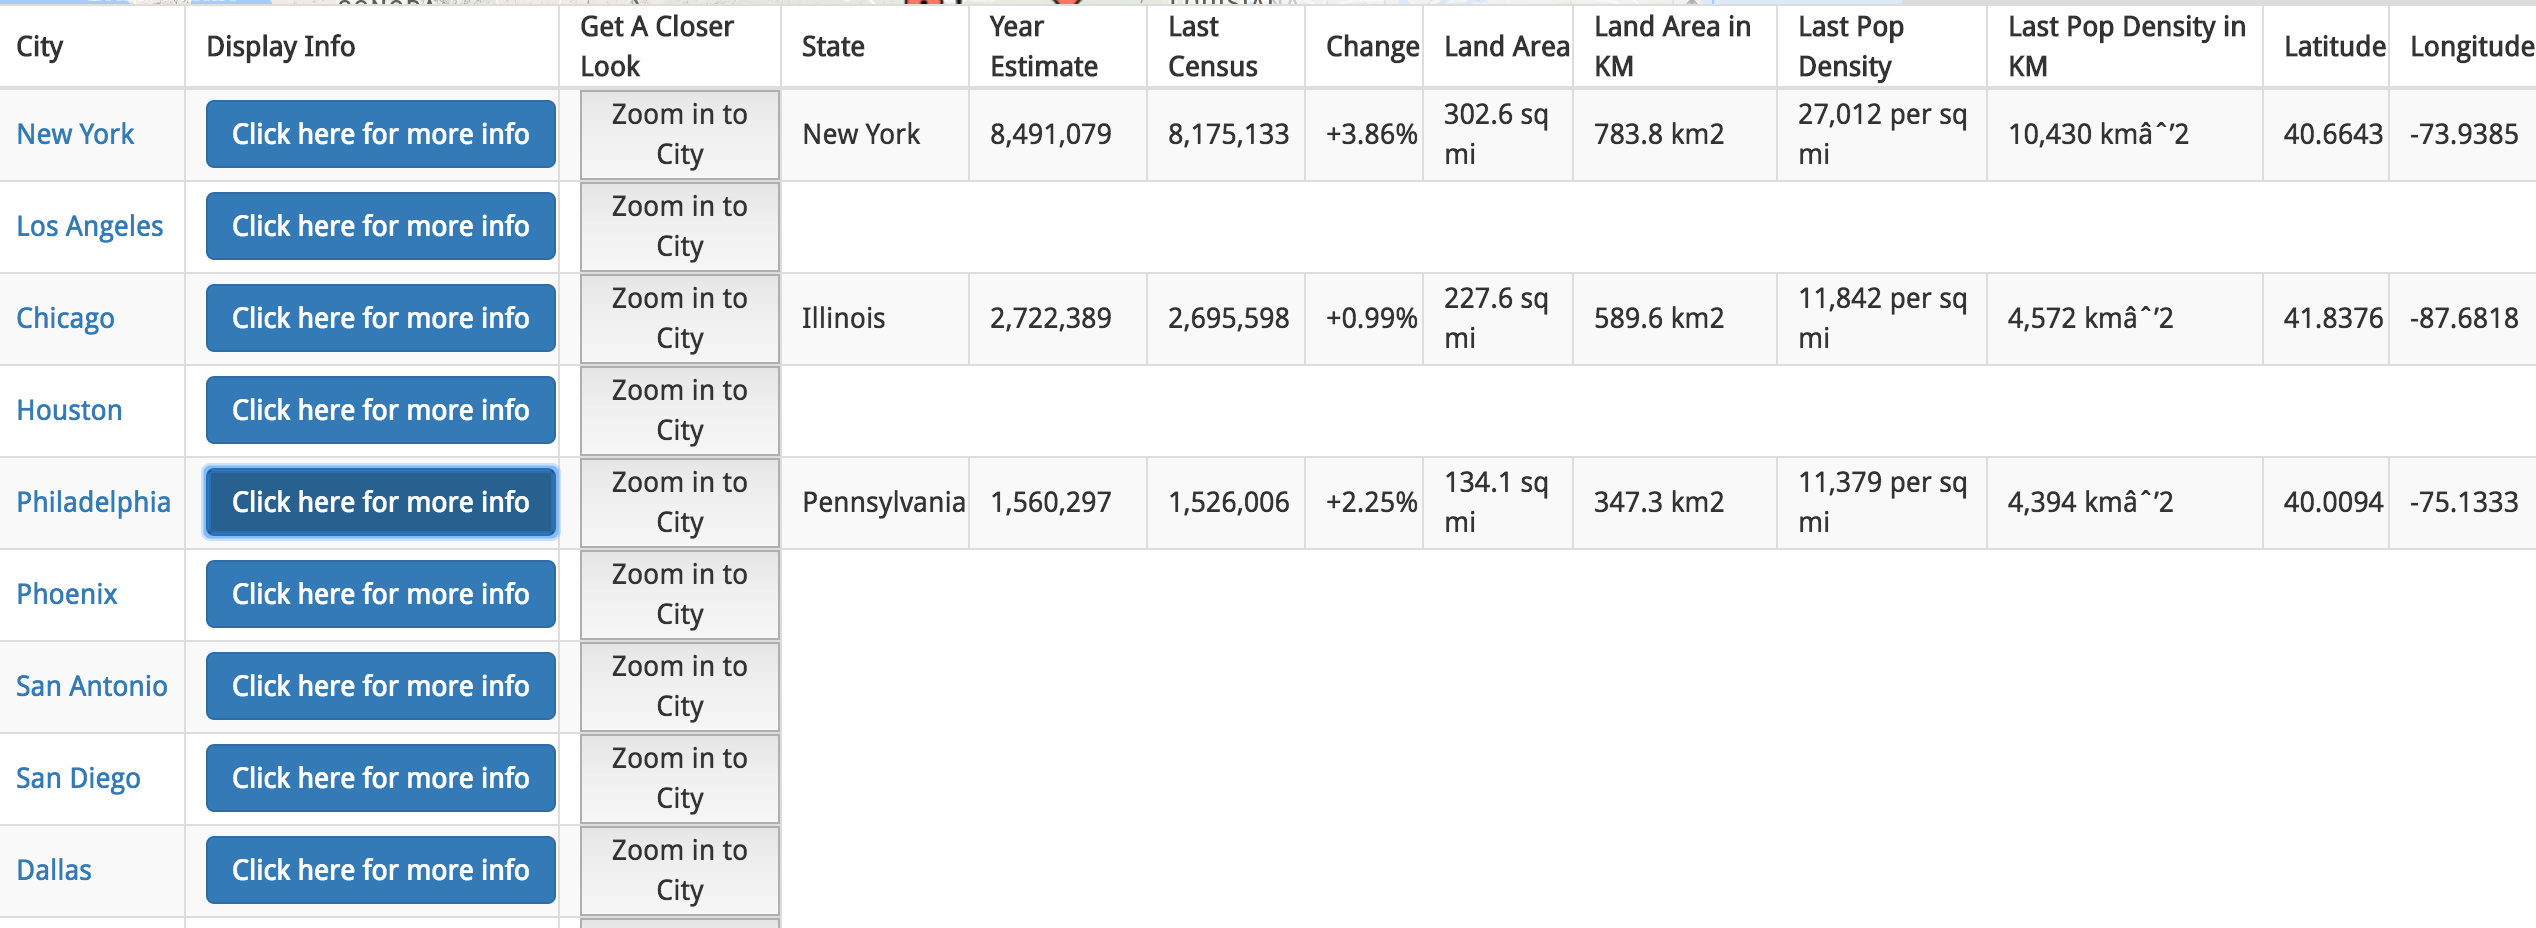 City Display Info Get A Closer Look State Year Estimate Last Census Change Land Area Land Area in KM Last Pop Density Last Pop Density in KM Latitude Longitude
New York Click here for more info Zoom in to City New York 8,491,079 8,175,133 +3.86% 302.6 sq mi 783.8 km2 27,012 per sq mi 10,430 kmâˆ’2 40.6643 -73.9385
Los Angeles Click here for more info Zoom in to City
Chicago Click here for more info Zoom in to City Illinois 2,722,389 2,695,598 +0.99% 227.6 sq mi 589.6 km2 11,842 per sq mi 4,572 kmâˆ’2 41.8376 -87.6818
Houston Click here for more info Zoom in to City
Philadelphia Click here for more info Zoom in to City Pennsylvania 1,560,297 1,526,006 +2.25% 134.1 sq mi 347.3 km2 11,379 per sq mi 4,394 kmâˆ’2 40.0094 -75.1333
Phoenix Click here for more info Zoom in to City
San Antonio Click here for more info Zoom in to City
San Diego Click here for more info Zoom in to City
Dallas Click here for more info Zoom in to City